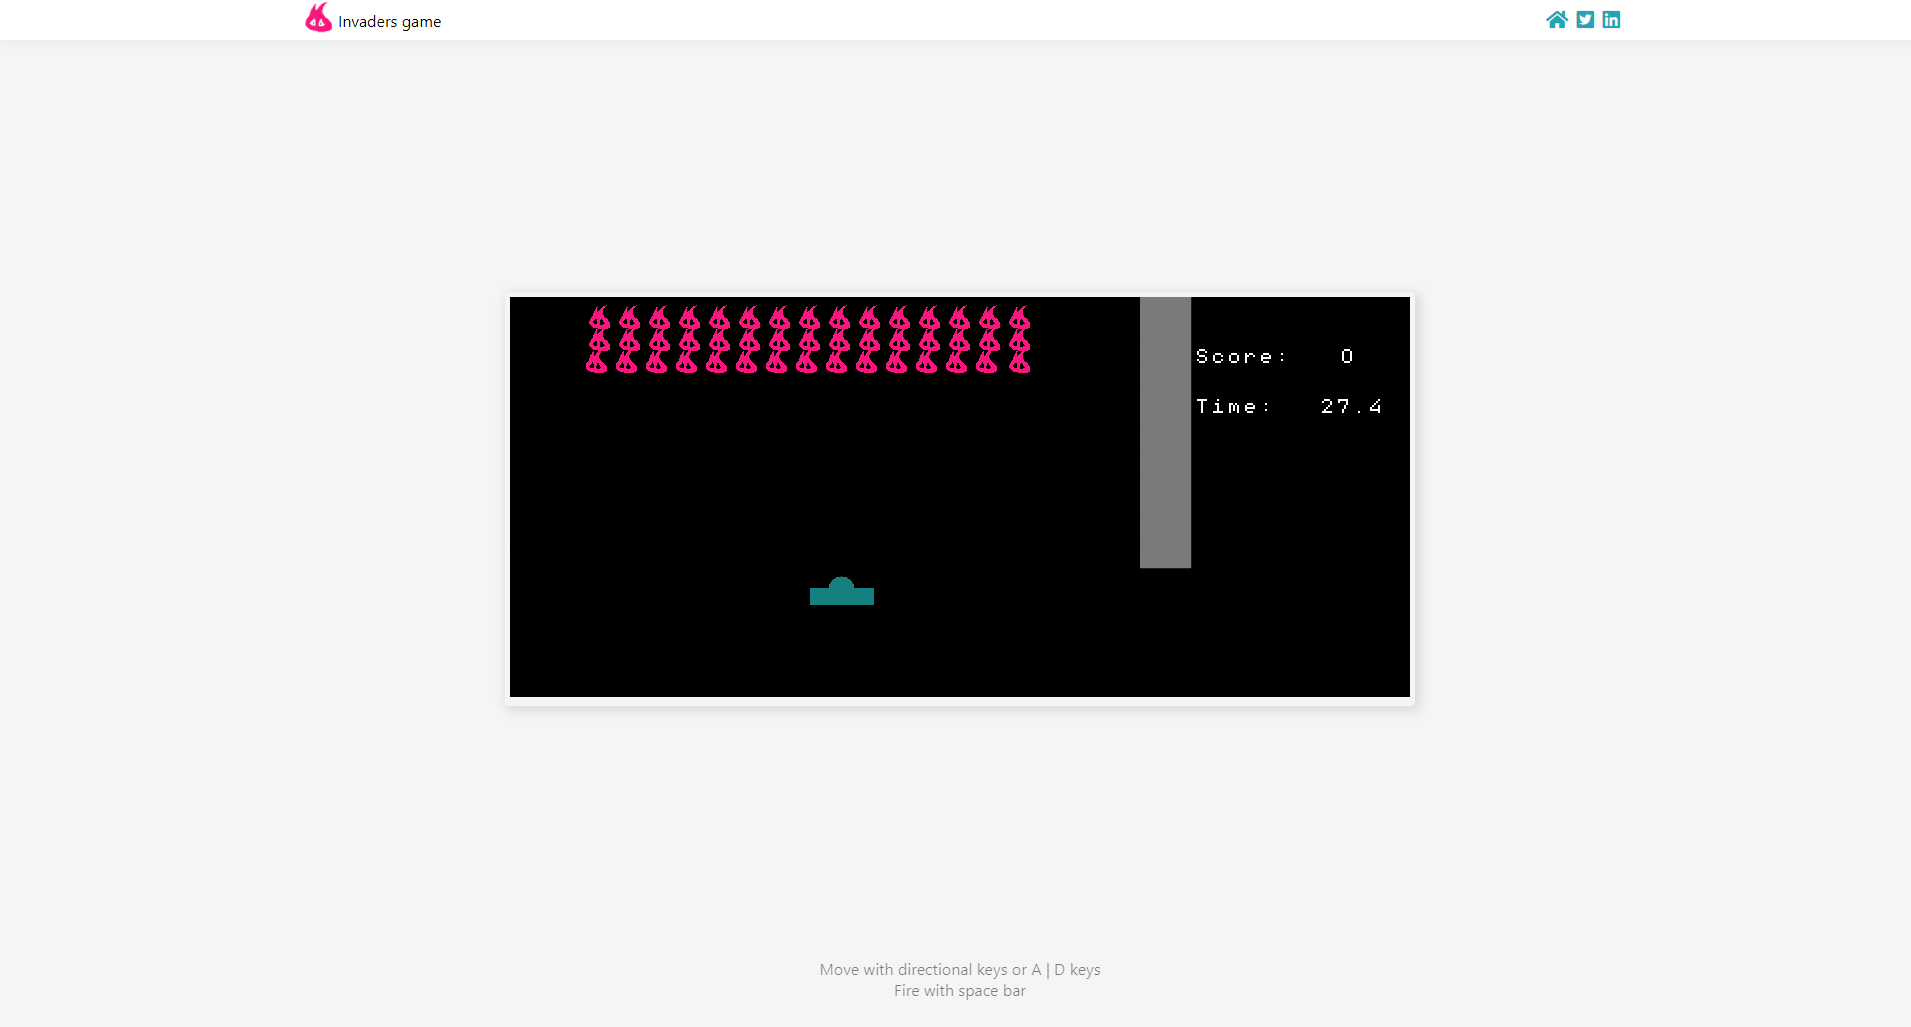 Invaders game
Score: 0
Time: 27.4
Move with directional keys or A | D keys
Fire with space bar